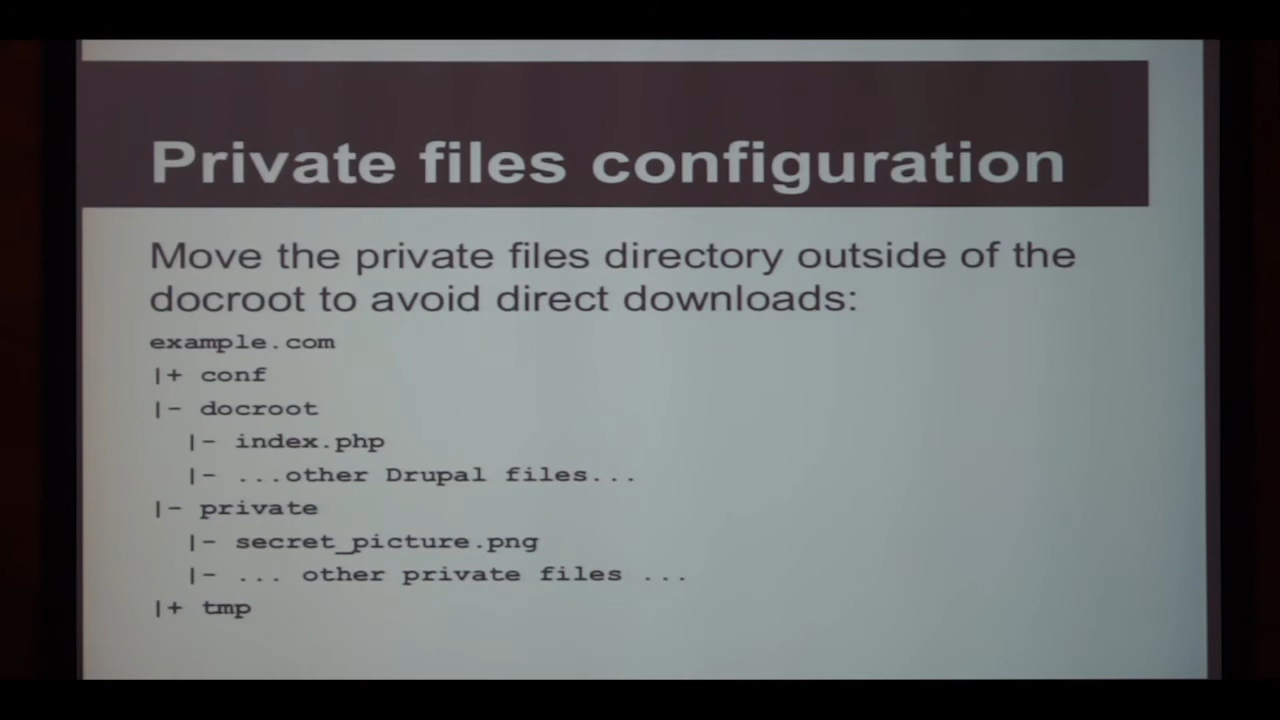 Private files configuration
Move the private files directory outside of the
docroot to avoid direct downloads:
example.com
|+ conf
|- docroot
  |- index.php
  |- ...other Drupal files...
|- private
  |- secret_picture.png
  |- ... other private files ...
|+ tmp